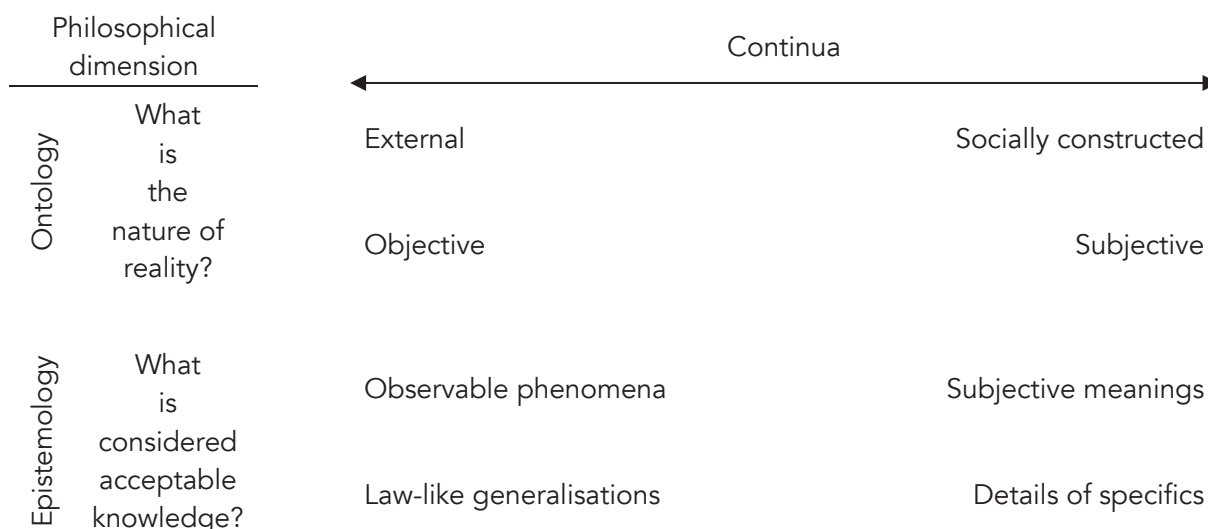 Philosophical
dimension
Continua
Ontology
What
is
the
nature of
reality?
External
Socially constructed
Objective
Subjective
Epistemology
What
is
considered
acceptable
knowledge?
Observable phenomena
Subjective meanings
Law-like generalisations
Details of specifics